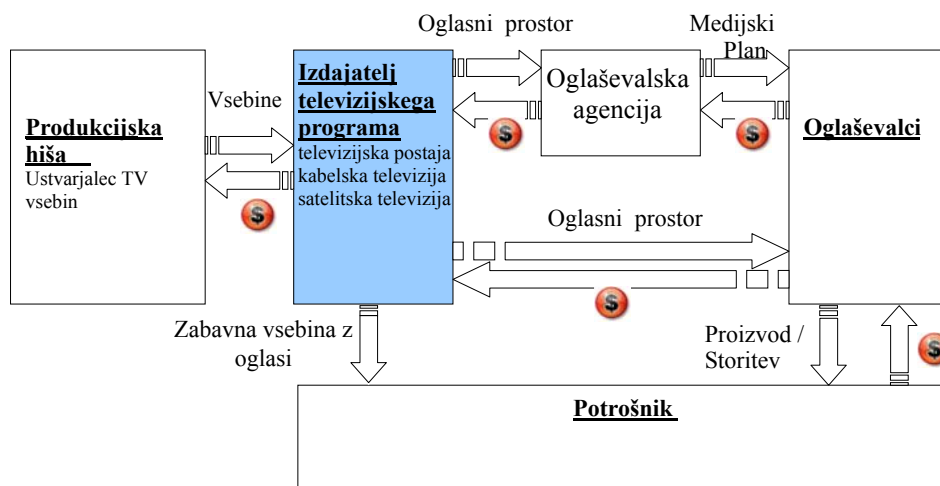 Oglasni prostor
Medijski
Plan
Vsebine
Produkcijska
hiša
Ustvarjalec TV
vsebin
Izdajatelj
televizijskega
programa
televizijska postaja
kabelska televizija
satelitska televizija
Oglaševalska
agencija
Oglaševalci
$
$
$
Oglasni prostor
$
Zabavna vsebina z
oglasi
Proizvod /
Storitev
$
Potrošnik